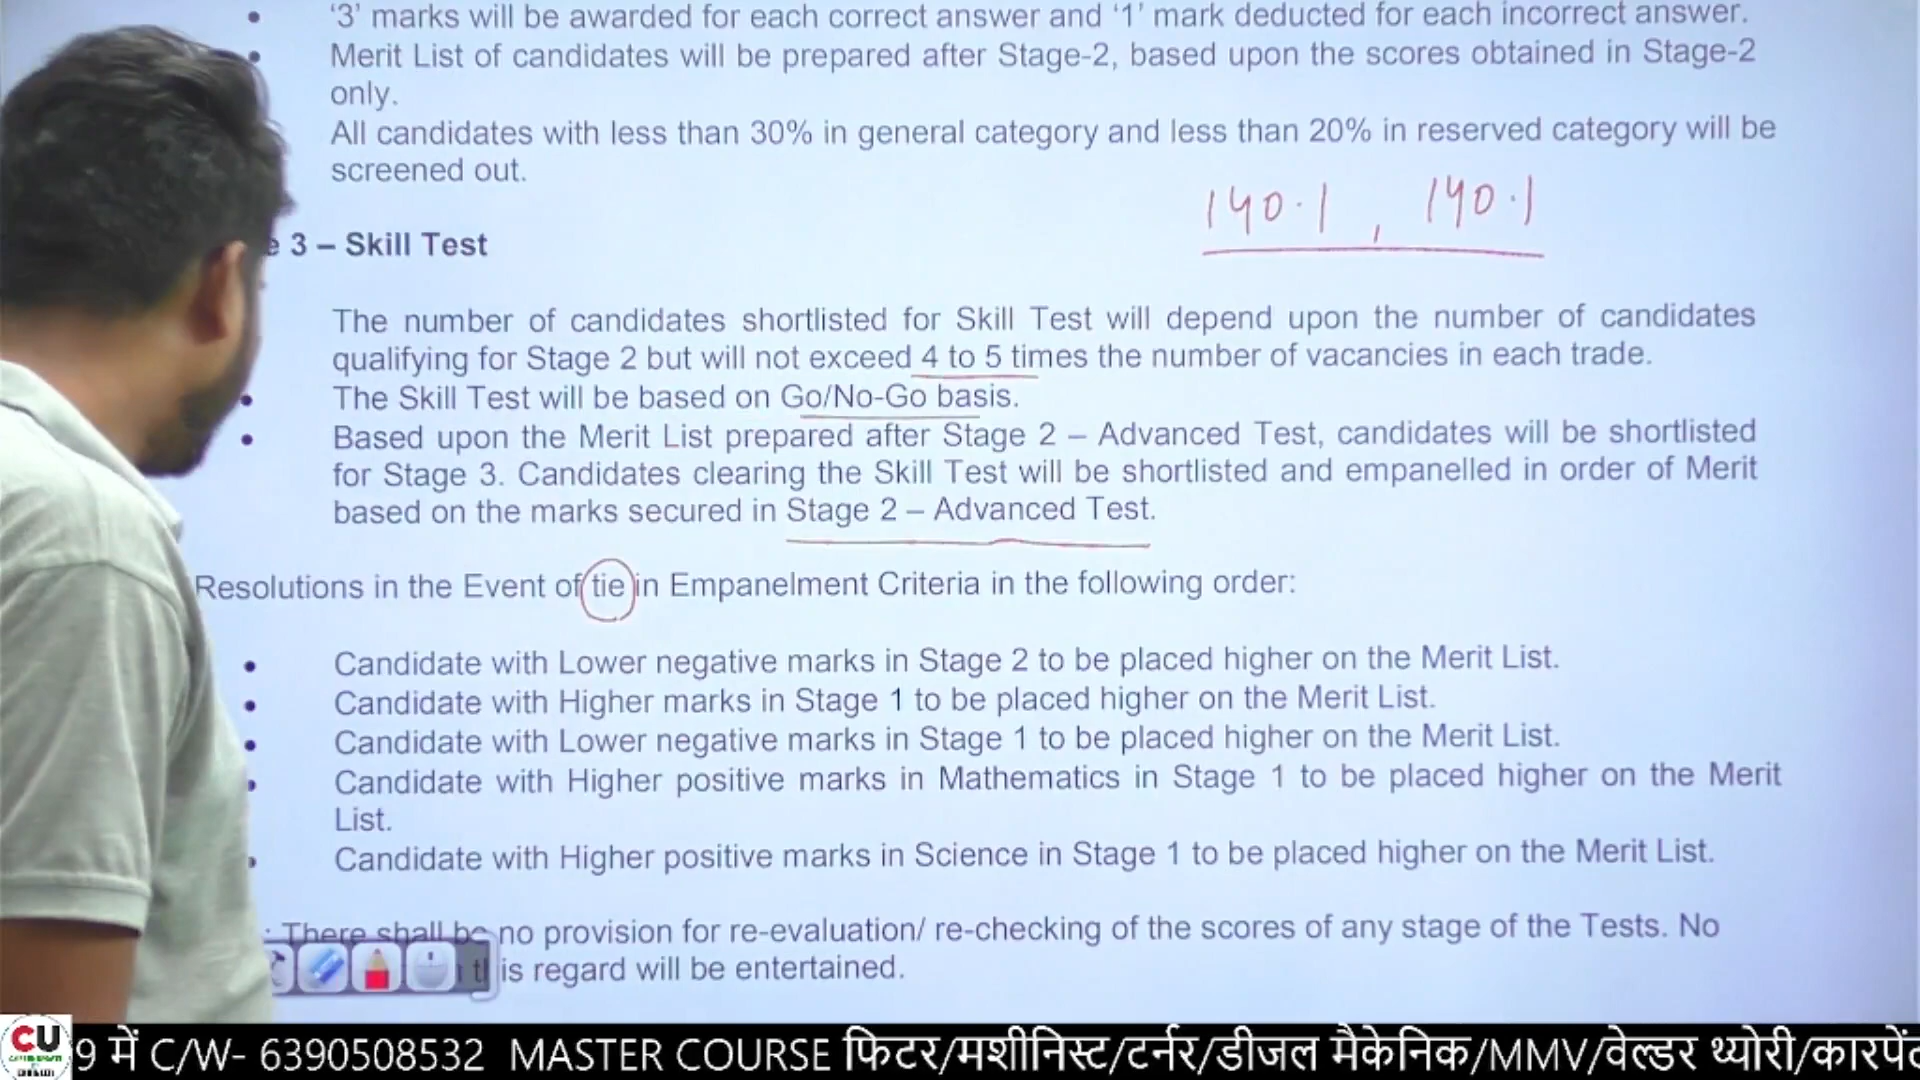 ‘3’ marks will be awarded for each correct answer and ‘1’ mark deducted for each incorrect answer.
Merit List of candidates will be prepared after Stage-2, based upon the scores obtained in Stage-2
only.
All candidates with less than 30% in general category and less than 20% in reserved category will be
screened out.
140.1 , 140.1
e 3 – Skill Test
The number of candidates shortlisted for Skill Test will depend upon the number of candidates
qualifying for Stage 2 but will not exceed 4 to 5 times the number of vacancies in each trade.
The Skill Test will be based on Go/No-Go basis.
Based upon the Merit List prepared after Stage 2 – Advanced Test, candidates will be shortlisted
for Stage 3. Candidates clearing the Skill Test will be shortlisted and empanelled in order of Merit
based on the marks secured in Stage 2 – Advanced Test.
Resolutions in the Event of tie in Empanelment Criteria in the following order:
Candidate with Lower negative marks in Stage 2 to be placed higher on the Merit List.
Candidate with Higher marks in Stage 1 to be placed higher on the Merit List.
Candidate with Lower negative marks in Stage 1 to be placed higher on the Merit List.
Candidate with Higher positive marks in Mathematics in Stage 1 to be placed higher on the Merit
List.
Candidate with Higher positive marks in Science in Stage 1 to be placed higher on the Merit List.
: There shall be no provision for re-evaluation/ re-checking of the scores of any stage of the Tests. No
this regard will be entertained.
CU
9 में C/W- 6390508532 MASTER COURSE फिटर/मशीनिस्ट/टर्नर/डीजल मैकेनिक/MMV/वेल्डर थ्योरी/कारपेंट